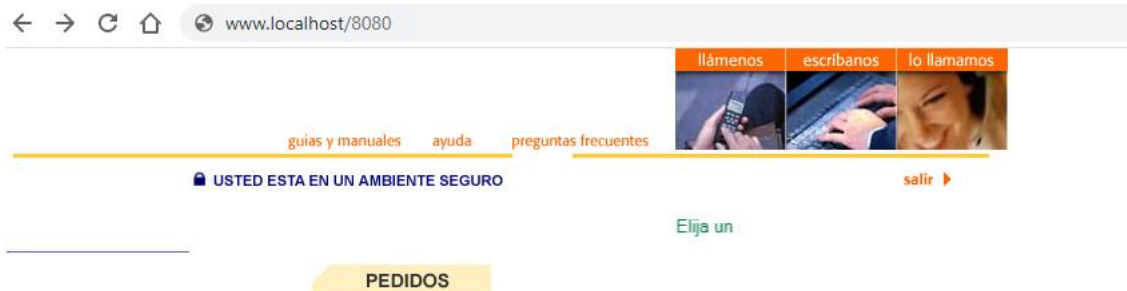 www.localhost/8080
llámenos escríbanos lo llamamos
guias y manuales ayuda preguntas frecuentes
USTED ESTA EN UN AMBIENTE SEGURO salir
Elija un
PEDIDOS